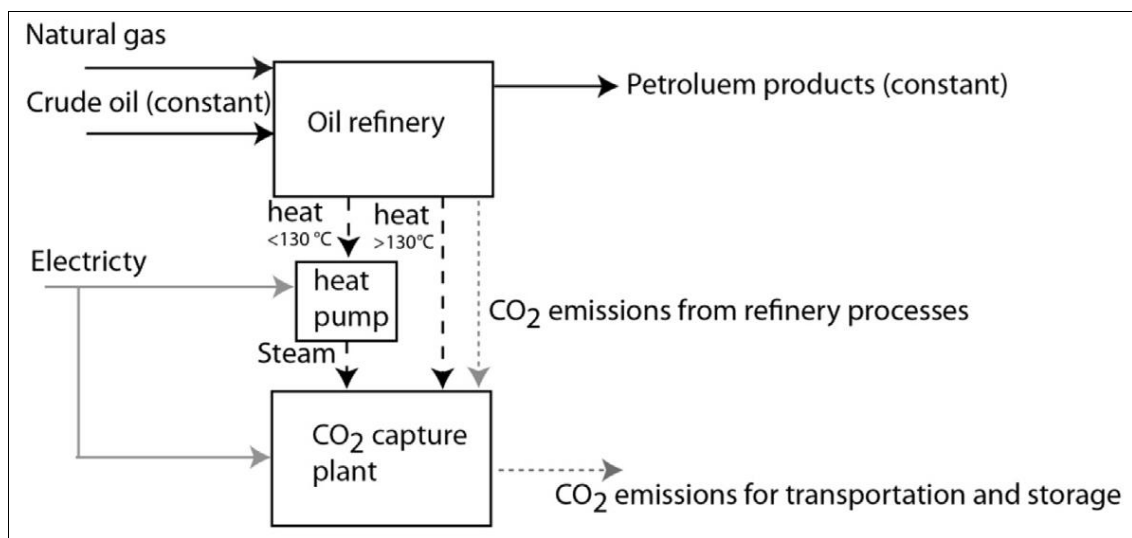 Natural gas
Crude oil (constant)
Oil refinery
Petroluem products (constant)
heat
<130 °C
heat
>130°C
Electricty
heat
pump
CO2 emissions from refinery processes
Steam
CO2 capture
plant
CO2 emissions for transportation and storage